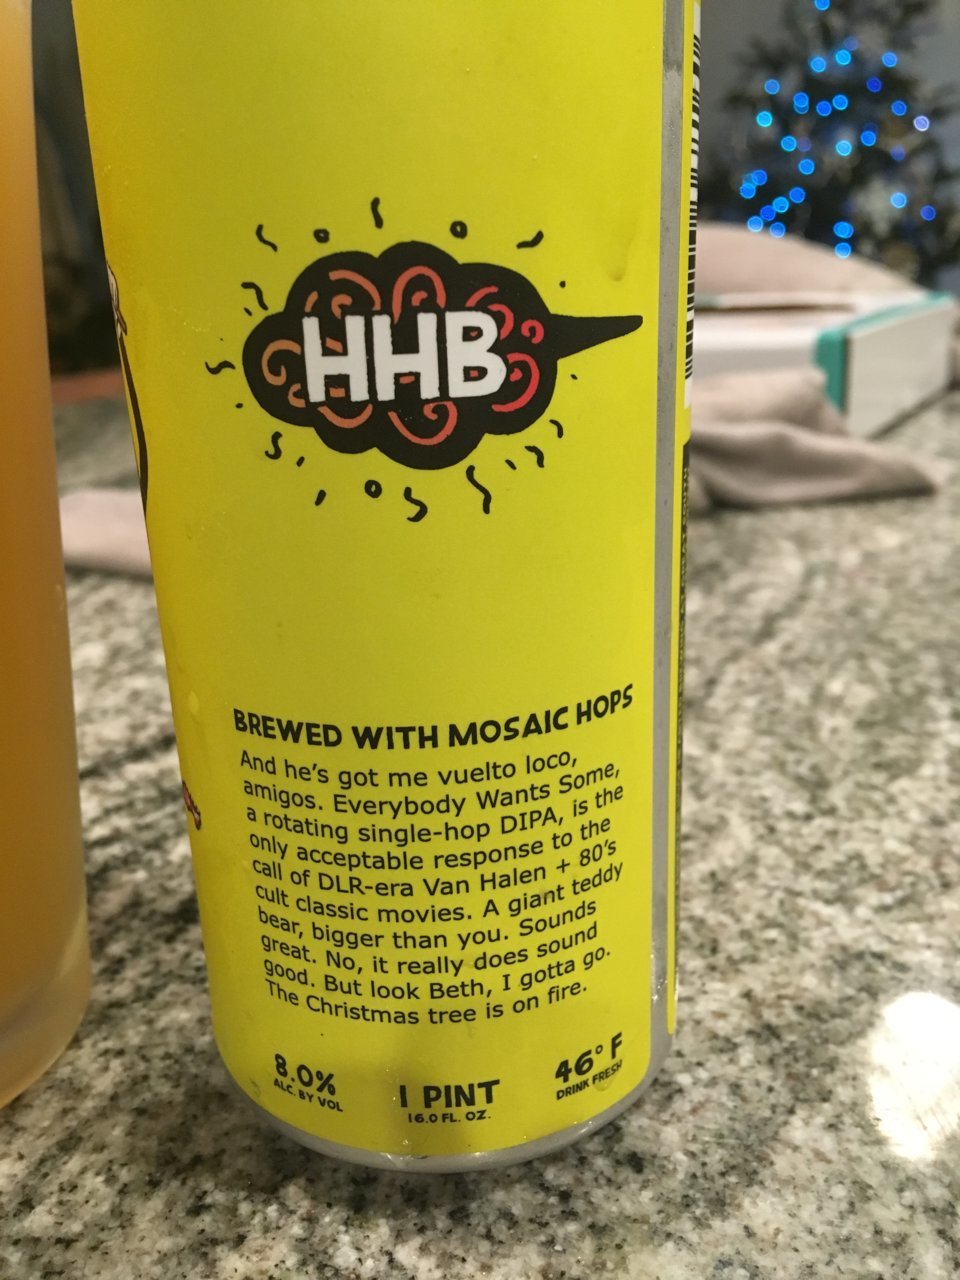 HHB
BREWED WITH MOSAIC HOPS
And he's got me vuelto loco,
amigos. Everybody Wants Some,
a rotating single-hop DIPA, is the
only acceptable response to the
call of DLR-era Van Halen + 80's
cult classic movies. A giant teddy
bear, bigger than you. Sounds
great. No, it really does sound
good. But look Beth, I gotta go.
The Christmas tree is on fire.
8.0%
ALC. BY VOL
1 PINT
16.0 FL. OZ.
46° F
DRINK FRESH